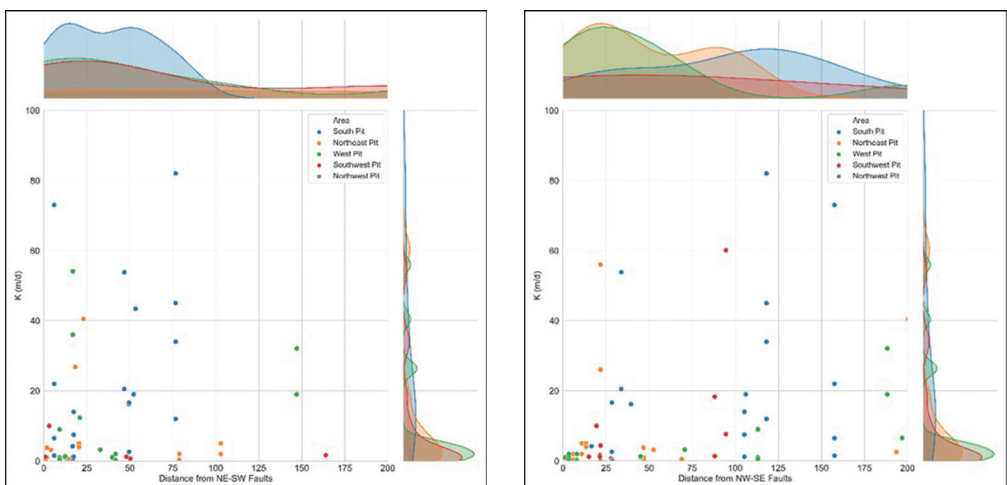 100
80
60
40
20
0
K (m/d)
0
25
50
75
100
125
150
175
200
Distance from NE-SW Faults
Area
South Pit
Northeast Pit
West Pit
Southwest Pit
Northwest Pit
100
80
60
40
20
0
K (m/d)
0
25
50
75
100
125
150
175
200
Distance from NW-SE Faults
Area
South Pit
Northeast Pit
West Pit
Southwest Pit
Northwest Pit